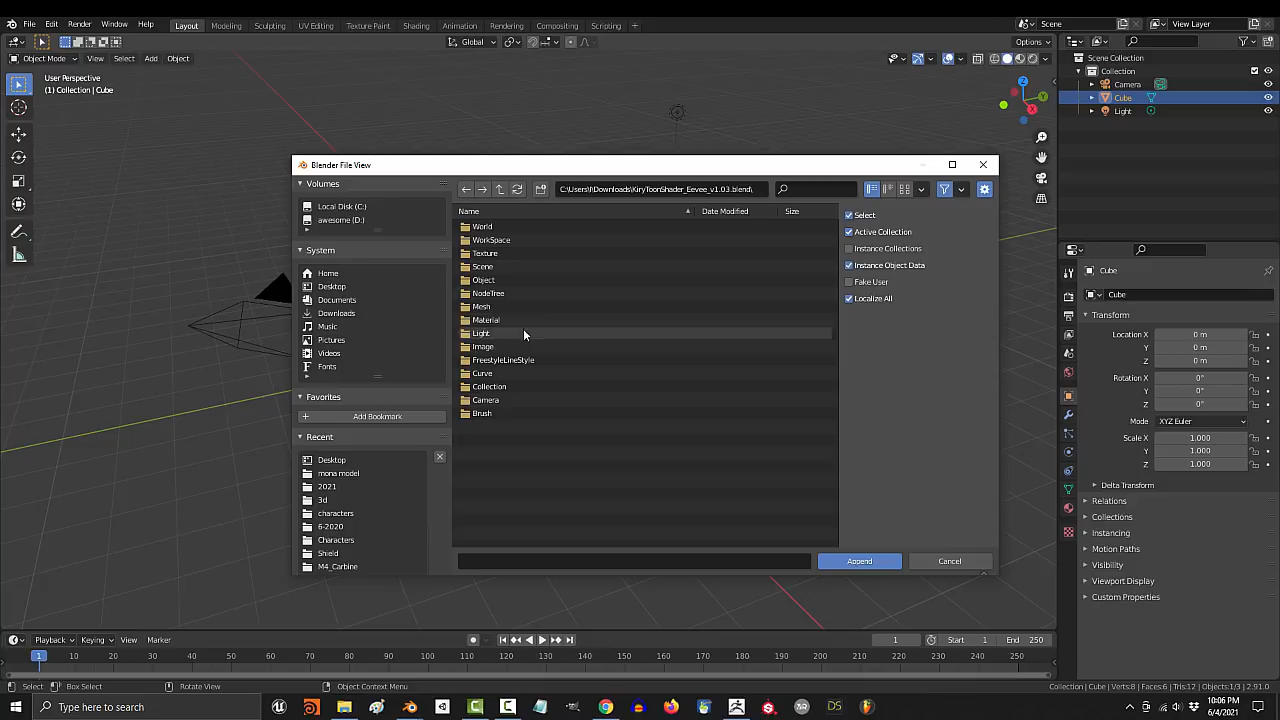 File Edit Render Window Help Layout Modeling Sculpting UV Editing Texture Paint Shading Animation Rendering Compositing Scripting + Scene View Layer
Global Options
Object Mode View Select Add Object
Scene Collection
Collection
Camera
Cube
Light
User Perspective
(1) Collection | Cube
Z
Y
X
Blender File View
Volumes
Local Disk (C:)
awesome (D:)
System
Home
Desktop
Documents
Downloads
Music
Pictures
Videos
Fonts
Favorites
Add Bookmark
Recent
Desktop
mona model
2021
3d
characters
6-2020
Characters
Shield
M4_Carbine
C:\Users\I\Downloads\KiryToonShader_Eevee_v1.03.blend\
Name Date Modified Size
World
WorkSpace
Texture
Scene
Object
NodeTree
Mesh
Material
Light
Image
FreestyleLineStyle
Curve
Collection
Camera
Brush
Select
Active Collection
Instance Collections
Instance Object Data
Fake User
Localize All
Append Cancel
Cube
Cube
Transform
Location X 0 m
Y 0 m
Z 0 m
Rotation X 0°
Y 0°
Z 0°
Mode XYZ Euler
Scale X 1.000
Y 1.000
Z 1.000
Delta Transform
Relations
Collections
Instancing
Motion Paths
Visibility
Viewport Display
Custom Properties
Playback Keying View Marker 1 Start 1 End 250
1 10 20 30 40 50 60 70 80 90 100 110 120 130 140 150 160 170 180 190 200 210 220 230 240 250
Select Box Select Rotate View Object Context Menu Collection | Cube | Verts:8 | Faces:6 | Tris:12 | Objects:1/3 | 2.91.0
Type here to search
DS
10:06 PM
6/4/2021